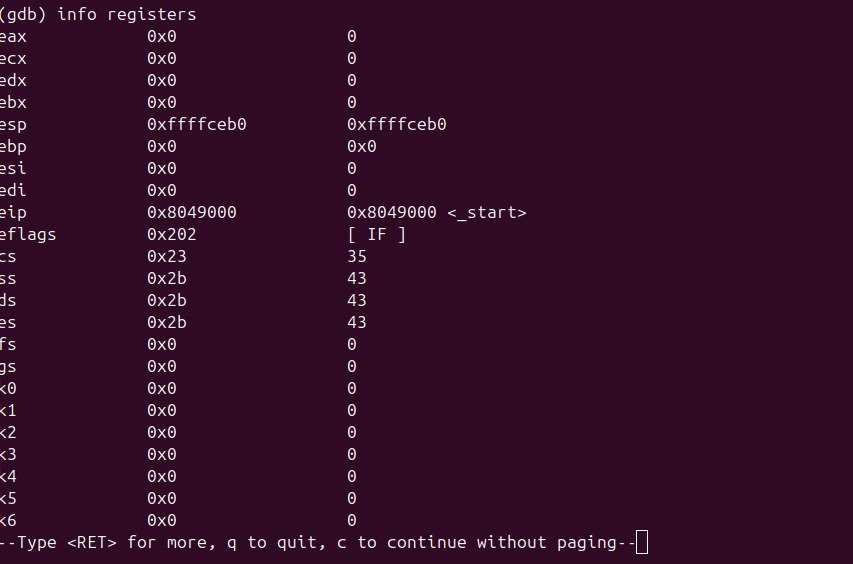 (gdb) info registers
eax 0x0 0
ecx 0x0 0
edx 0x0 0
ebx 0x0 0
esp 0xffffceb0 0xffffceb0
ebp 0x0 0x0
esi 0x0 0
edi 0x0 0
eip 0x8049000 0x8049000 <_start>
eflags 0x202 [ IF ]
cs 0x23 35
ss 0x2b 43
ds 0x2b 43
es 0x2b 43
fs 0x0 0
gs 0x0 0
k0 0x0 0
k1 0x0 0
k2 0x0 0
k3 0x0 0
k4 0x0 0
k5 0x0 0
k6 0x0 0
--Type <RET> for more, q to quit, c to continue without paging--